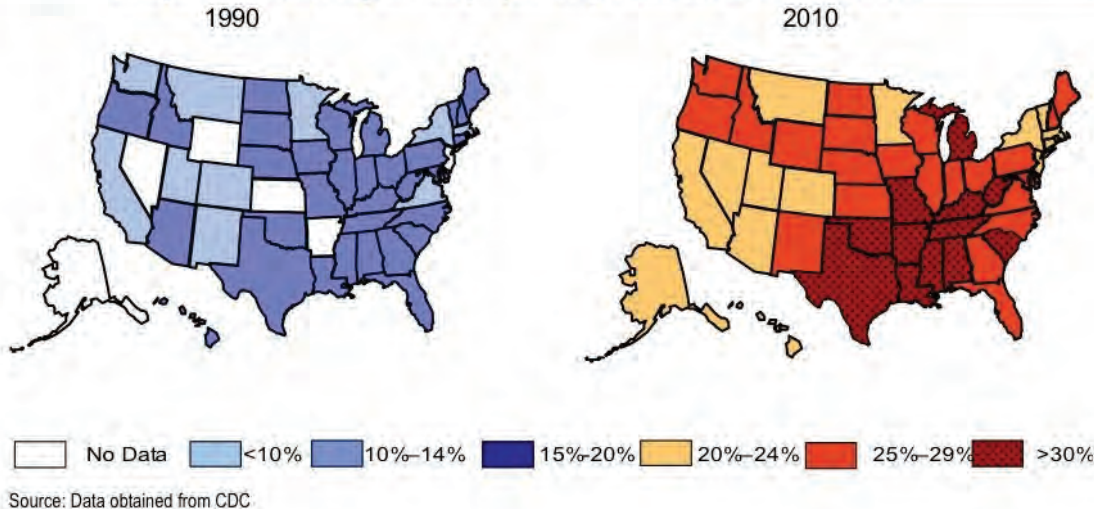 1990
2010
No Data <10% 10%–14% 15%-20% 20%–24% 25%–29% >30%
Source: Data obtained from CDC